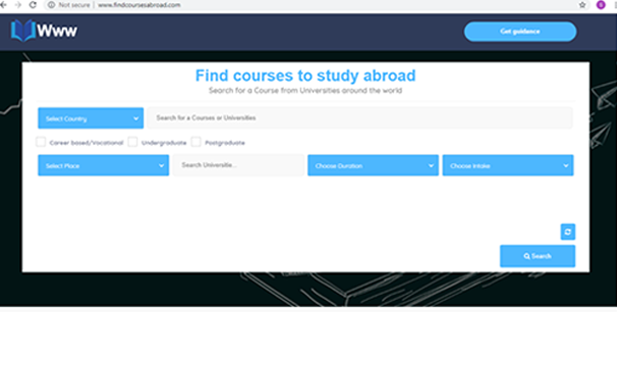 Not secure | www.findcoursesabroad.com
S
Www
Get guidance
Find courses to study abroad
Search for a Course from Universities around the world
Select Country
Search for a Courses or Universities
Career based/Vocational Undergraduate Postgraduate
Select Place Search Universitie... Choose Duration Choose Intake
Search